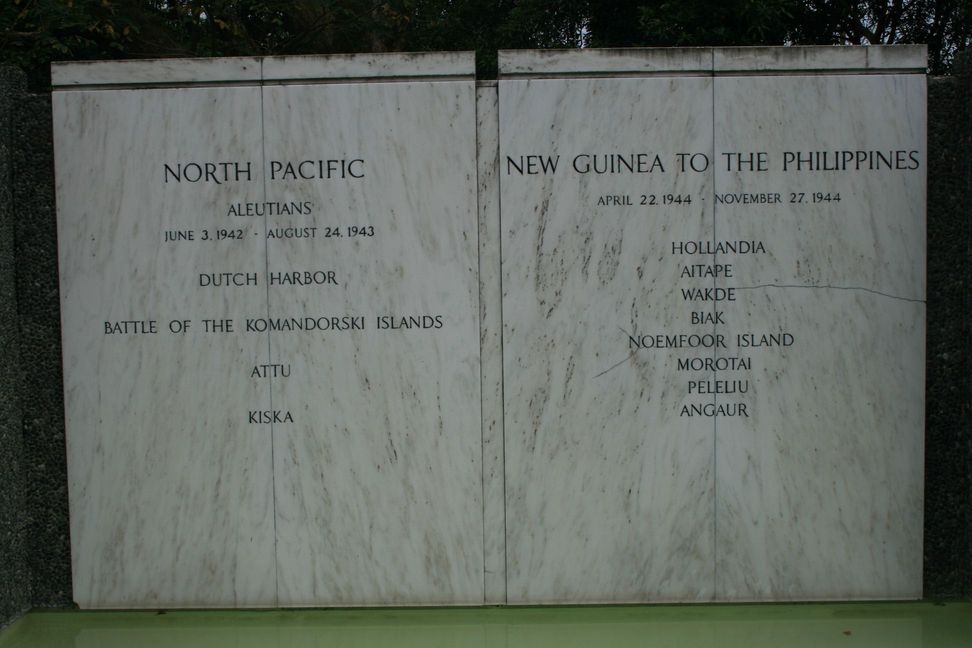 NORTH PACIFIC
ALEUTIANS
JUNE 3, 1942 - AUGUST 24, 1943
DUTCH HARBOR
BATTLE OF THE KOMANDORSKI ISLANDS
ATTU
KISKA
NEW GUINEA TO THE PHILIPPINES
APRIL 22, 1944 - NOVEMBER 27, 1944
HOLLANDIA
AITAPE
WAKDE
BIAK
NOEMFOOR ISLAND
MOROTAI
PELELIU
ANGAUR